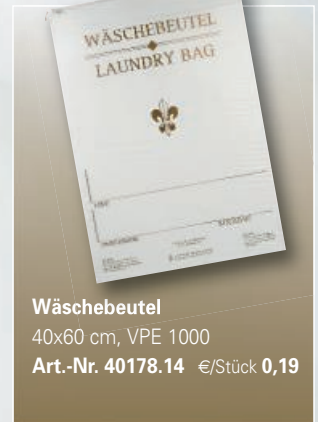 WÄSCHEBEUTEL
LAUNDRY BAG
Wäschebeutel
40x60 cm, VPE 1000
Art.-Nr. 40178.14 €/Stück 0,19